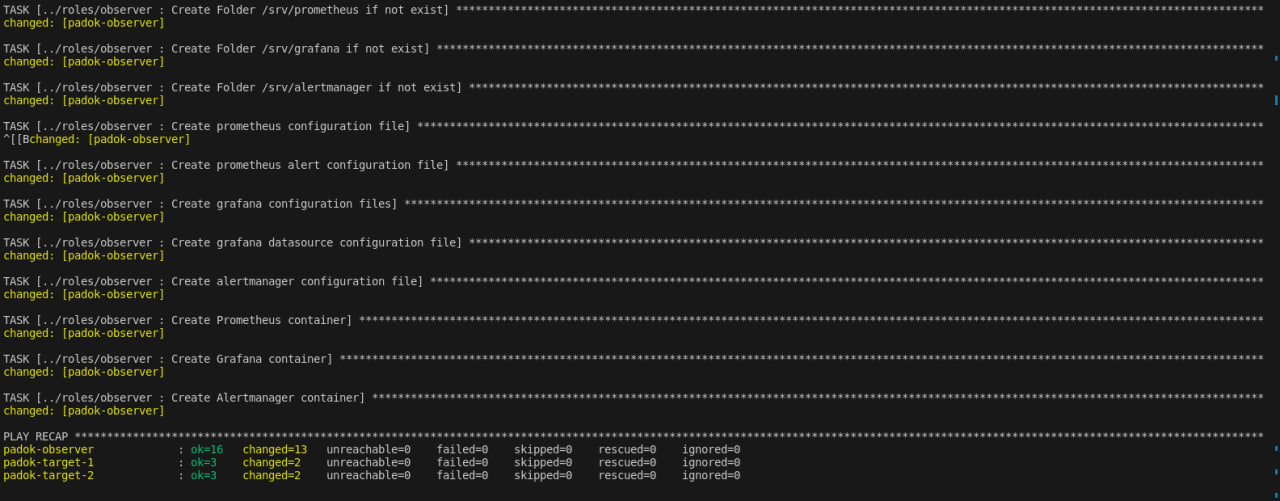 TASK [../roles/observer : Create Folder /srv/prometheus if not exist] ****************************************************************************************************************************
changed: [padok-observer]

TASK [../roles/observer : Create Folder /srv/grafana if not exist] *******************************************************************************************************************************
changed: [padok-observer]

TASK [../roles/observer : Create Folder /srv/alertmanager if not exist] **************************************************************************************************************************
changed: [padok-observer]

TASK [../roles/observer : Create prometheus configuration file] **********************************************************************************************************************************
^[[Bchanged: [padok-observer]

TASK [../roles/observer : Create prometheus alert configuration file] ****************************************************************************************************************************
changed: [padok-observer]

TASK [../roles/observer : Create grafana configuration files] ************************************************************************************************************************************
changed: [padok-observer]

TASK [../roles/observer : Create grafana datasource configuration file] **************************************************************************************************************************
changed: [padok-observer]

TASK [../roles/observer : Create alertmanager configuration file] ********************************************************************************************************************************
changed: [padok-observer]

TASK [../roles/observer : Create Prometheus container] *******************************************************************************************************************************************
changed: [padok-observer]

TASK [../roles/observer : Create Grafana container] **********************************************************************************************************************************************
changed: [padok-observer]

TASK [../roles/observer : Create Alertmanager container] *****************************************************************************************************************************************
changed: [padok-observer]

PLAY RECAP ***************************************************************************************************************************************************************************************
padok-observer             : ok=16   changed=13   unreachable=0    failed=0    skipped=0    rescued=0    ignored=0
padok-target-1             : ok=3    changed=2    unreachable=0    failed=0    skipped=0    rescued=0    ignored=0
padok-target-2             : ok=3    changed=2    unreachable=0    failed=0    skipped=0    rescued=0    ignored=0